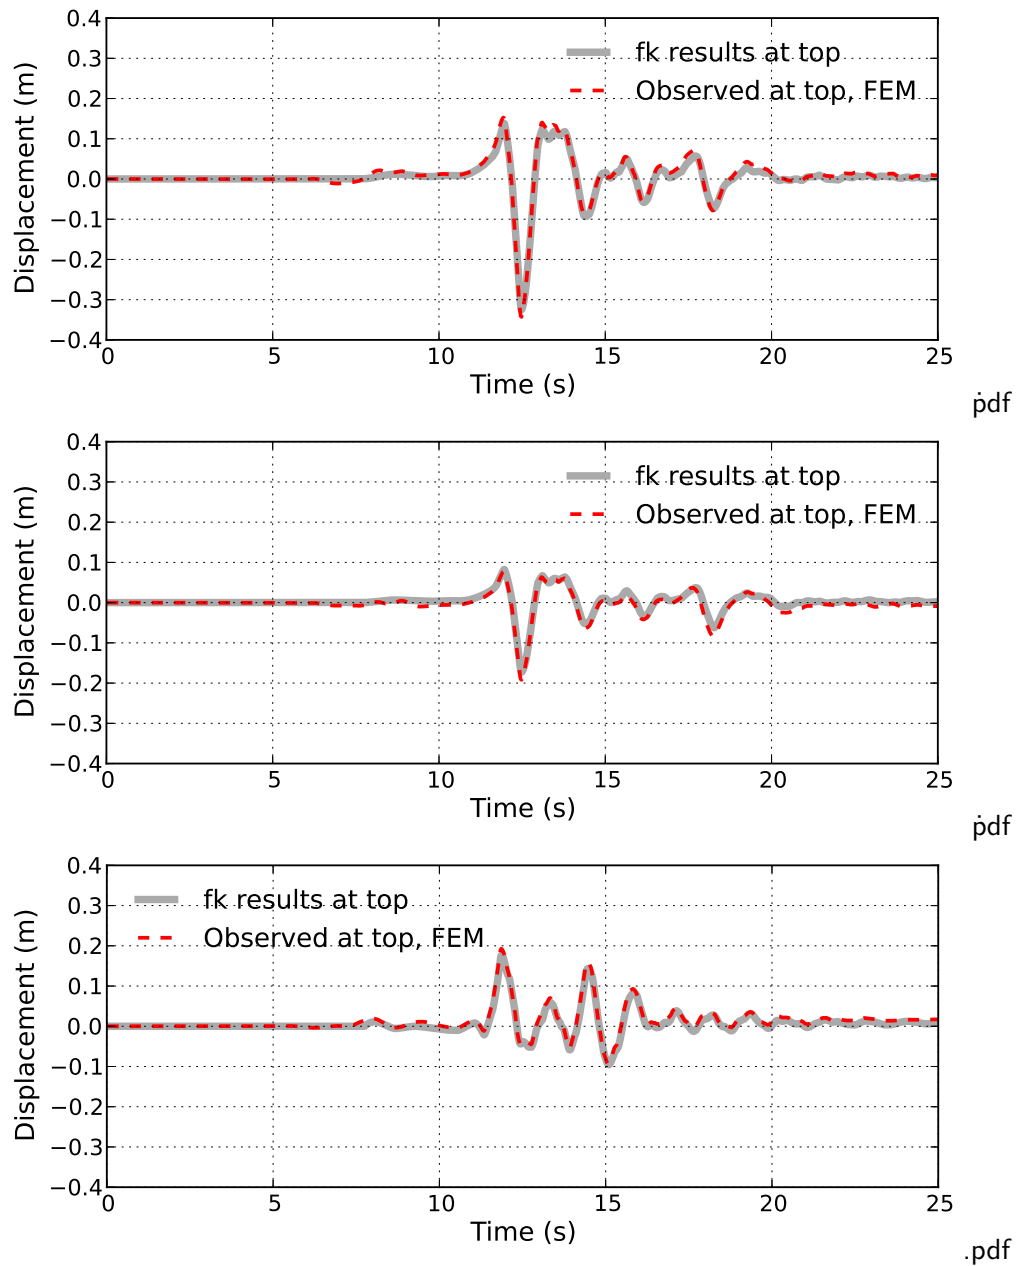 0.4
0.3
0.2
0.1
0.0
−0.1
−0.2
−0.3
−0.4
Displacement (m)
fk results at top
Observed at top, FEM
0 5 10 15 20 25
Time (s)
ṗdf
0.4
0.3
0.2
0.1
0.0
−0.1
−0.2
−0.3
−0.4
Displacement (m)
fk results at top
Observed at top, FEM
0 5 10 15 20 25
Time (s)
ṗdf
0.4
0.3
0.2
0.1
0.0
−0.1
−0.2
−0.3
−0.4
Displacement (m)
fk results at top
Observed at top, FEM
0 5 10 15 20 25
Time (s)
.pdf